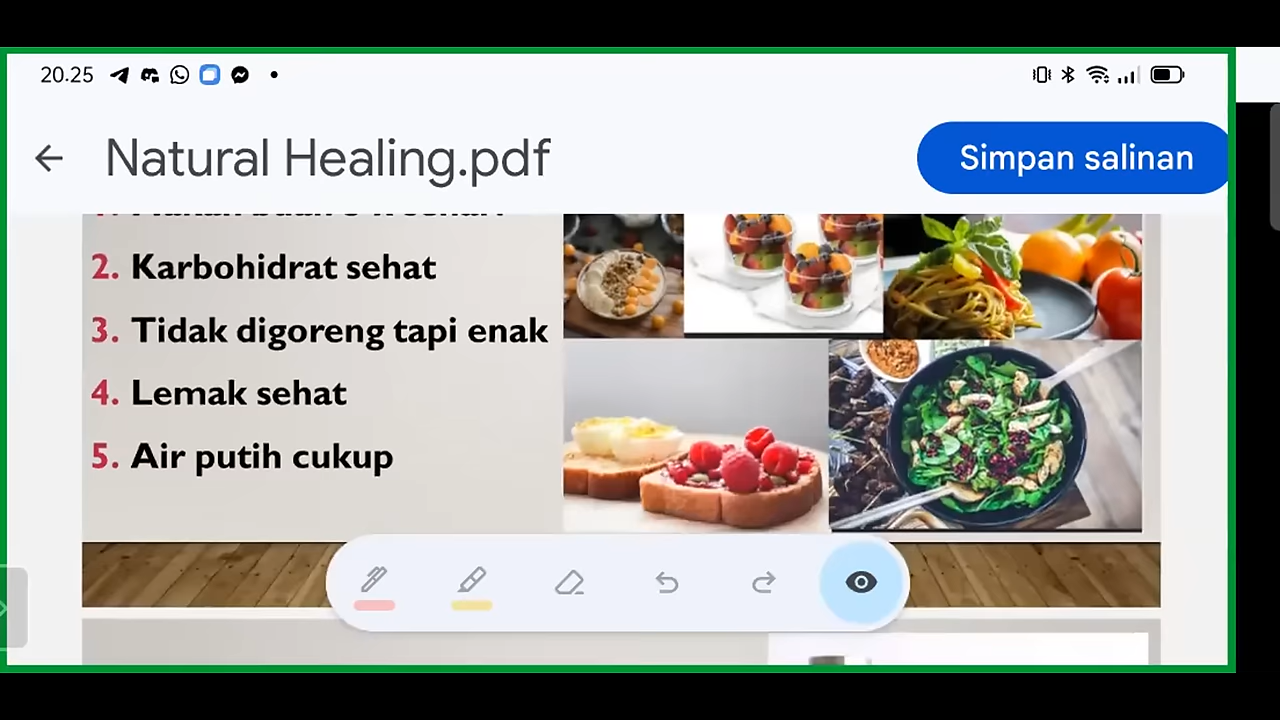 20.25
Natural Healing.pdf
Simpan salinan
2. Karbohidrat sehat
3. Tidak digoreng tapi enak
4. Lemak sehat
5. Air putih cukup